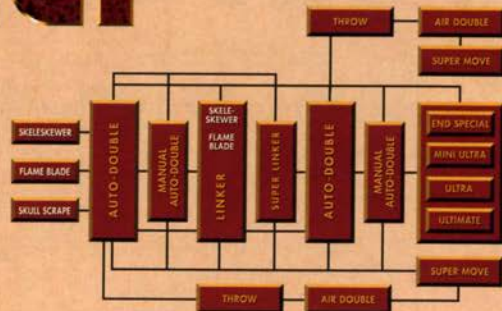 THROW
AIR DOUBLE
SUPER MOVE
SKELESKEWER
FLAME BLADE
SKULL SCRAPE
AUTO-DOUBLE
MANUAL
AUTO-DOUBLE
SKELE-
SKEWER
FLAME
BLADE
LINKER
SUPER LINKER
AUTO-DOUBLE
MANUAL
AUTO-DOUBLE
END SPECIAL
MINI ULTRA
ULTRA
ULTIMATE
SUPER MOVE
THROW
AIR DOUBLE